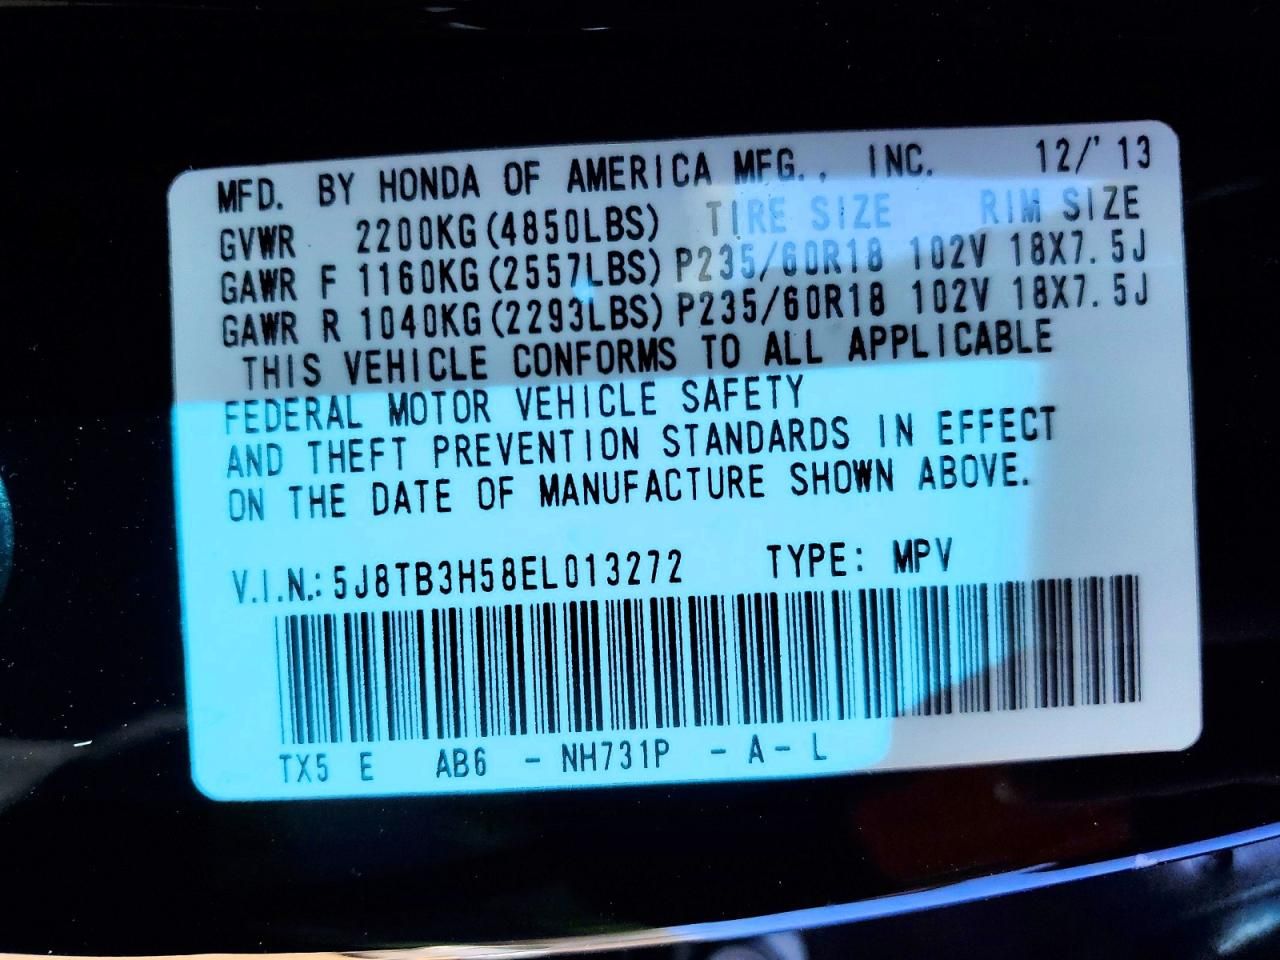 MFD. BY HONDA OF AMERICA MFG., INC. 12/'13
GVWR 2200KG(4850LBS) TIRE SIZE RIM SIZE
GAWR F 1160KG(2557LBS) P235/60R18 102V 18X7.5J
GAWR R 1040KG(2293LBS) P235/60R18 102V 18X7.5J
THIS VEHICLE CONFORMS TO ALL APPLICABLE
FEDERAL MOTOR VEHICLE SAFETY
AND THEFT PREVENTION STANDARDS IN EFFECT
ON THE DATE OF MANUFACTURE SHOWN ABOVE.
V.I.N.: 5J8TB3H58EL013272 TYPE: MPV
TX5 E AB6 - NH731P - A - L